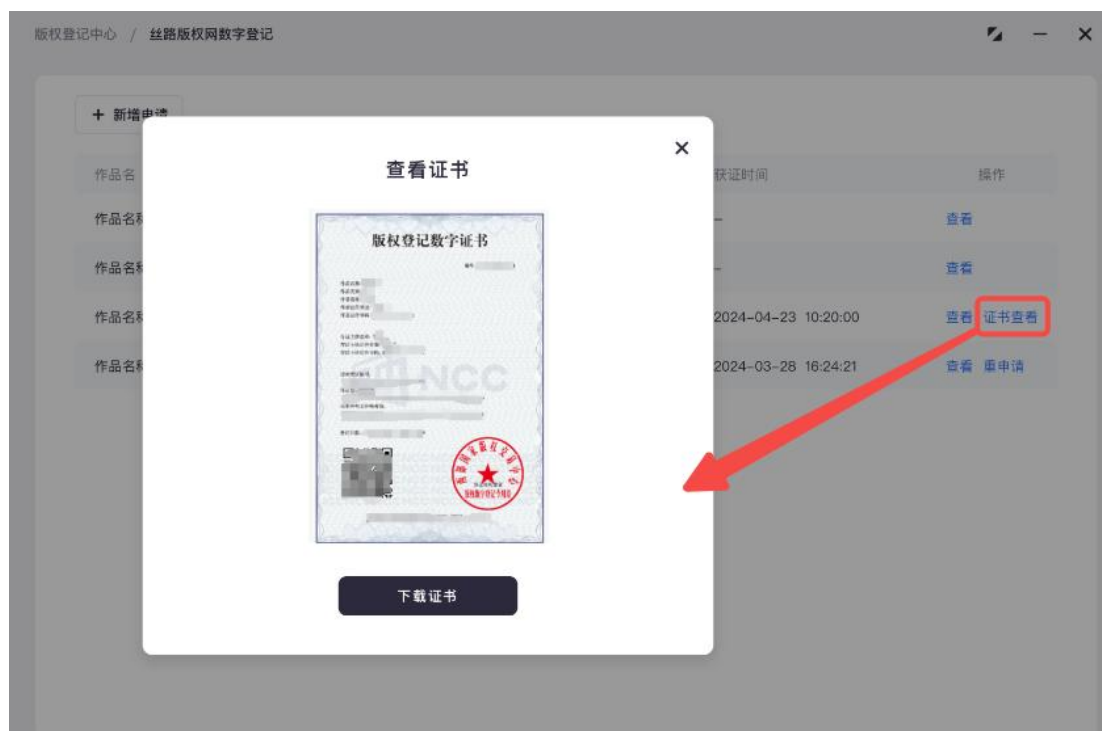 版权登记中心 / 丝路版权网数字登记
+ 新增申请
作品名
获证时间
操作
作品名称
–
查看
作品名称
–
查看
作品名称
2024–04–23 10:20:00
查看 证书查看
作品名称
2024–03–28 16:24:21
查看 重申请
查看证书
版权登记数字证书
NCC
下载证书